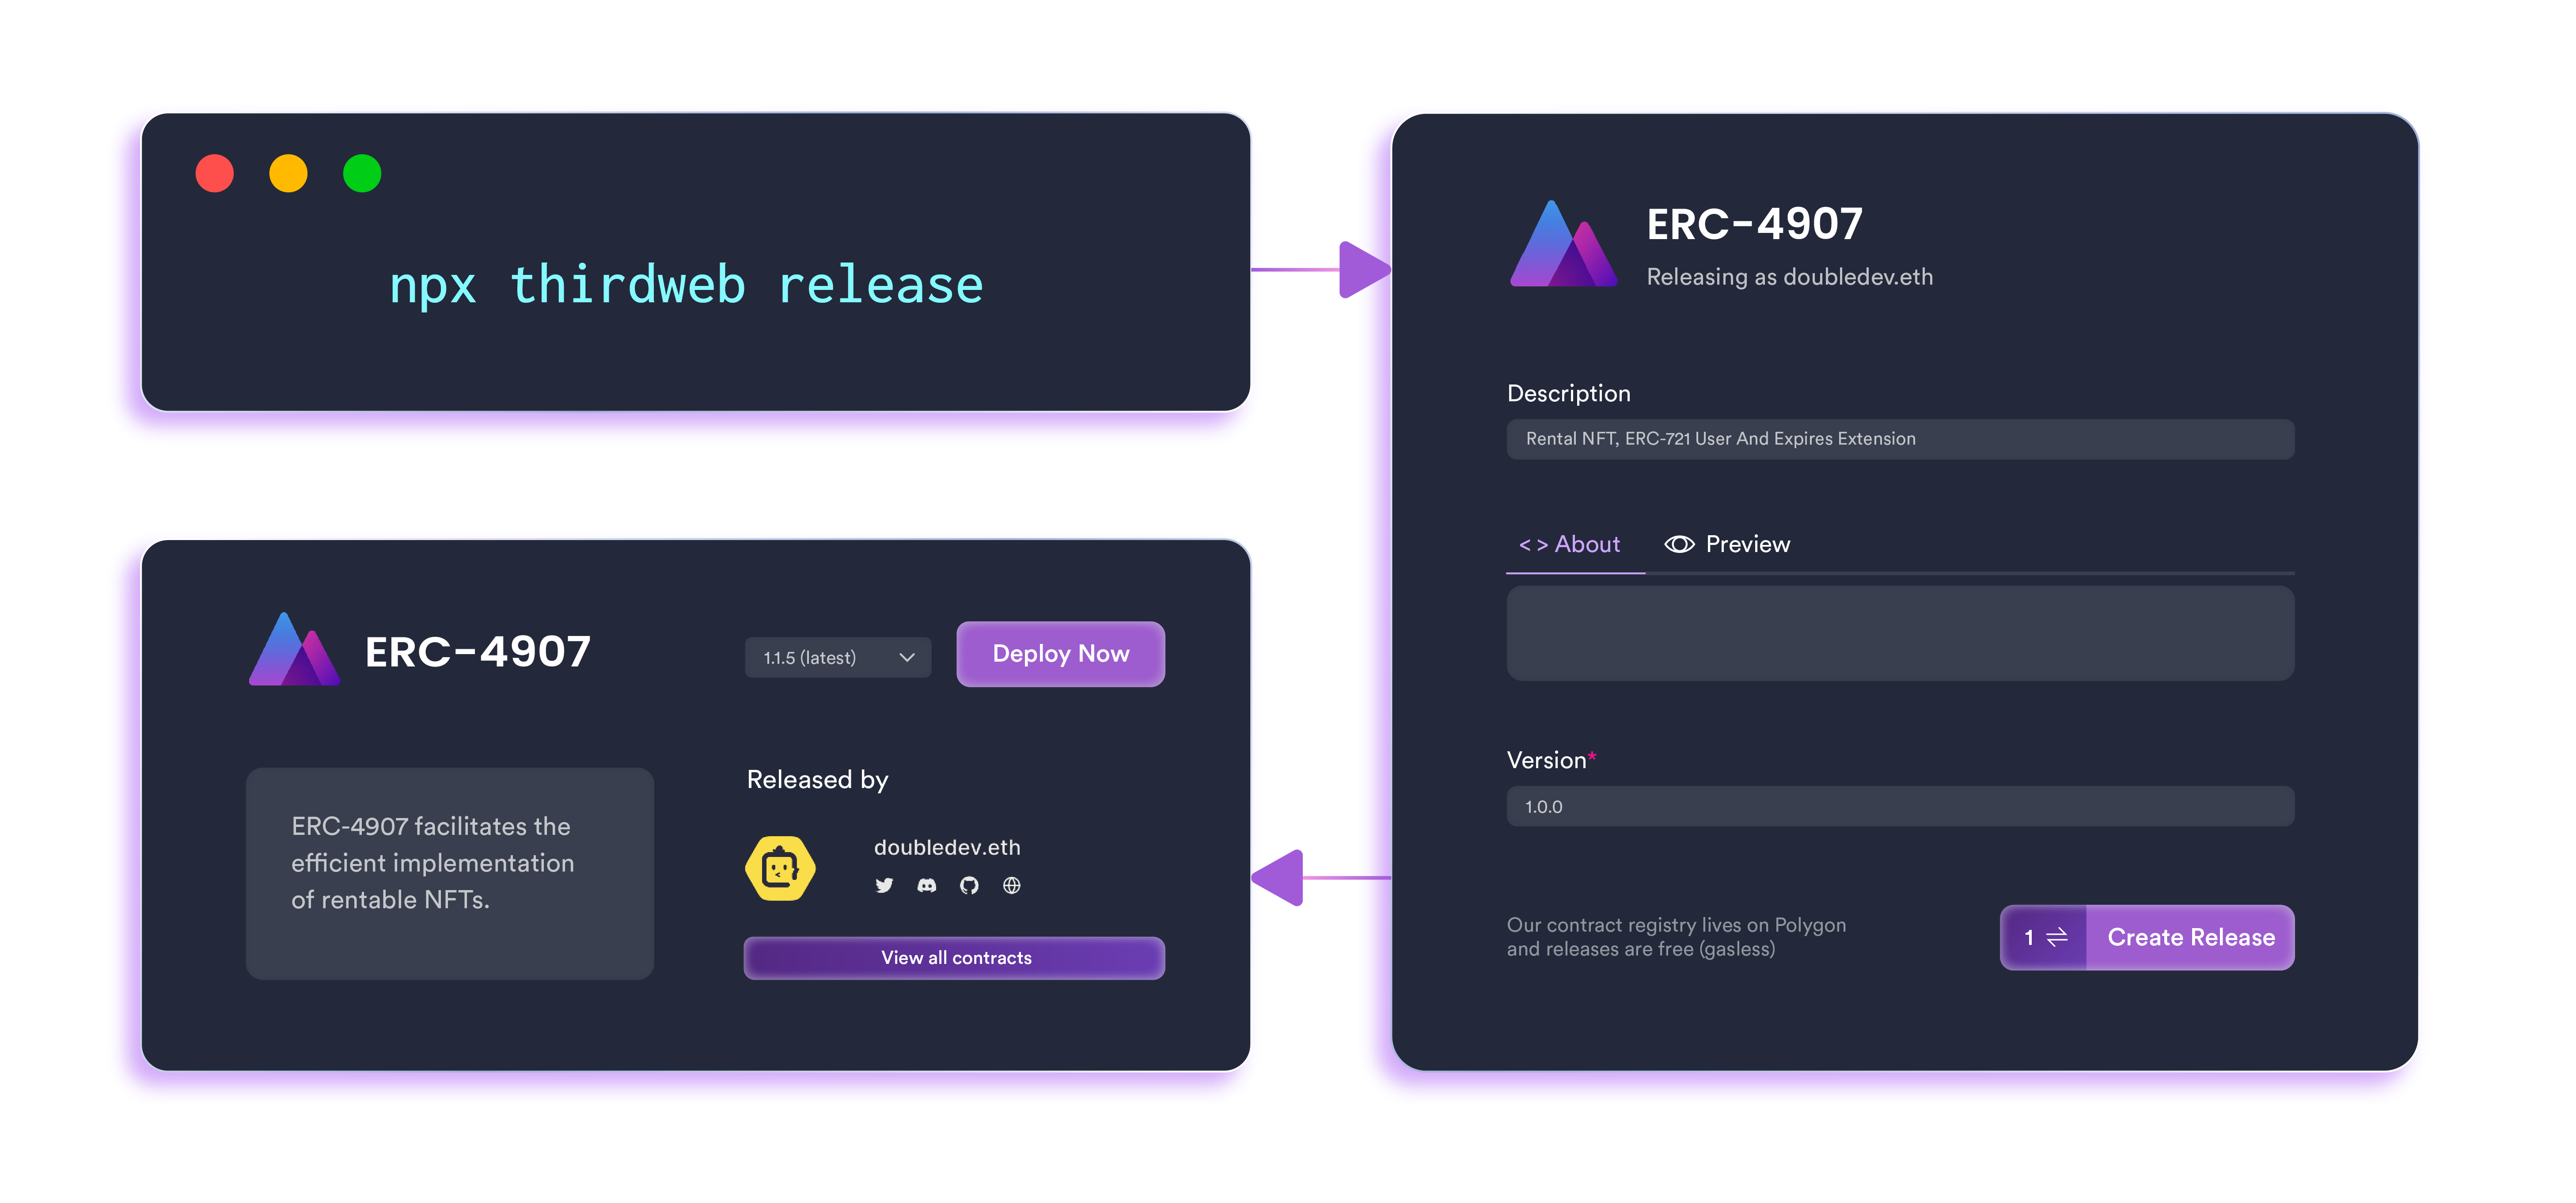 npx thirdweb release
ERC-4907
Releasing as doubledev.eth
Description
Rental NFT, ERC-721 User And Expires Extension
< > About
Preview
Version*
1.0.0
Our contract registry lives on Polygon
and releases are free (gasless)
1
Create Release
ERC-4907
1.1.5 (latest)
Deploy Now
ERC-4907 facilitates the
efficient implementation
of rentable NFTs.
Released by
doubledev.eth
View all contracts